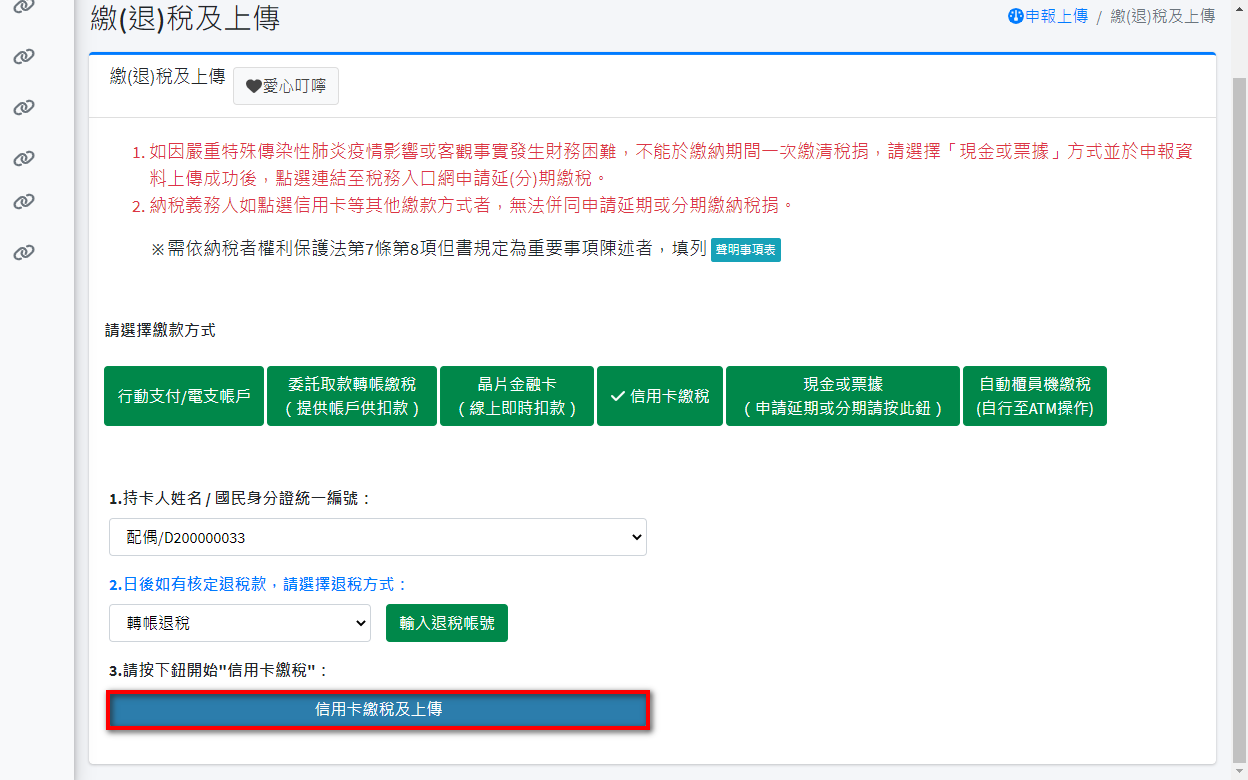 繳(退)稅及上傳
申報上傳 / 繳(退)稅及上傳
繳(退)稅及上傳 愛心叮嚀
1. 如因嚴重特殊傳染性肺炎疫情影響或客觀事實發生財務困難，不能於繳納期間一次繳清稅捐，請選擇「現金或票據」方式並於申報資
料上傳成功後，點選連結至稅務入口網申請延(分)期繳稅。
2. 納稅義務人如點選信用卡等其他繳款方式者，無法併同申請延期或分期繳納稅捐。
※需依納稅者權利保護法第7條第8項但書規定為重要事項陳述者，填列 聲明事項表
請選擇繳款方式
行動支付/電支帳戶
委託取款轉帳繳稅
（提供帳戶供扣款）
晶片金融卡
（線上即時扣款）
信用卡繳稅
現金或票據
（申請延期或分期請按此鈕）
自動櫃員機繳稅
(自行至ATM操作)
1.持卡人姓名 / 國民身分證統一編號：
配偶/D200000033
2.日後如有核定退稅款，請選擇退稅方式：
轉帳退稅 輸入退稅帳號
3.請按下鈕開始"信用卡繳稅"：
信用卡繳稅及上傳